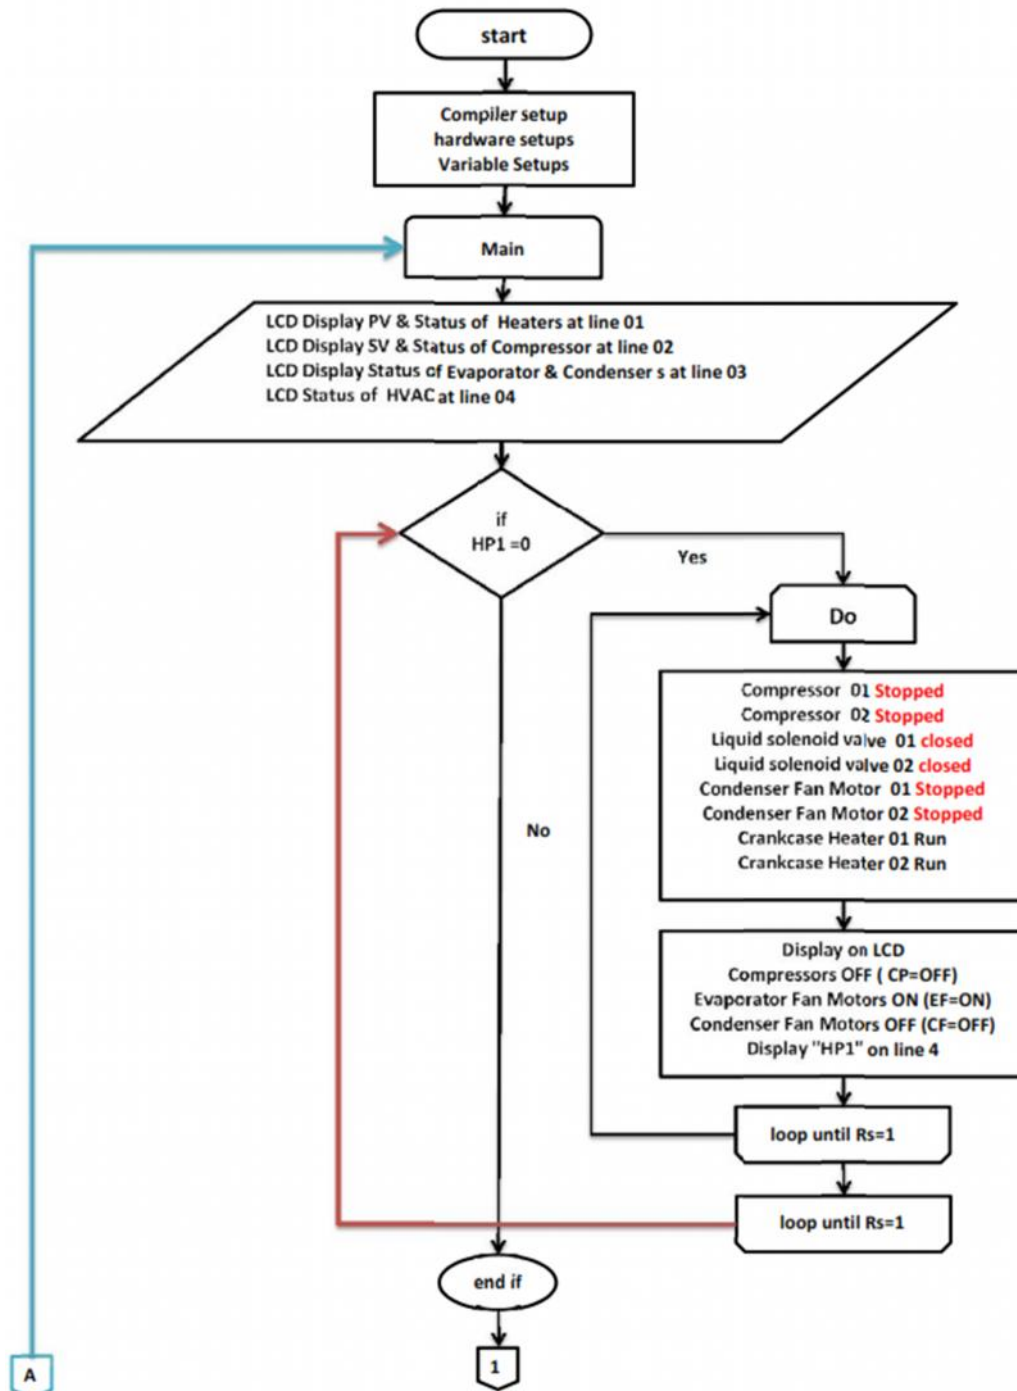 start
Compiler setup
hardware setups
Variable Setups
Main
LCD Display PV & Status of Heaters at line 01
LCD Display SV & Status of Compressor at line 02
LCD Display Status of Evaporator & Condenser s at line 03
LCD Status of HVAC at line 04
if
HP1 =0
Yes
Do
Compressor 01 Stopped
Compressor 02 Stopped
Liquid solenoid valve 01 closed
Liquid solenoid valve 02 closed
Condenser Fan Motor 01 Stopped
Condenser Fan Motor 02 Stopped
Crankcase Heater 01 Run
Crankcase Heater 02 Run
No
Display on LCD
Compressors OFF ( CP=OFF)
Evaporator Fan Motors ON (EF=ON)
Condenser Fan Motors OFF (CF=OFF)
Display "HP1" on line 4
loop until Rs=1
loop until Rs=1
end if
1
A